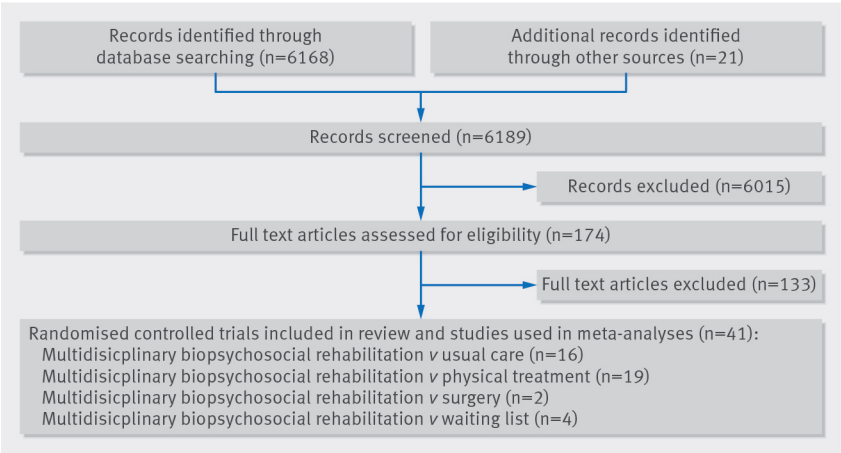 Records identified through
database searching (n=6168)
Additional records identified
through other sources (n=21)
Records screened (n=6189)
Records excluded (n=6015)
Full text articles assessed for eligibility (n=174)
Full text articles excluded (n=133)
Randomised controlled trials included in review and studies used in meta-analyses (n=41):
Multidisicplinary biopsychosocial rehabilitation v usual care (n=16)
Multidisicplinary biopsychosocial rehabilitation v physical treatment (n=19)
Multidisicplinary biopsychosocial rehabilitation v surgery (n=2)
Multidisicplinary biopsychosocial rehabilitation v waiting list (n=4)